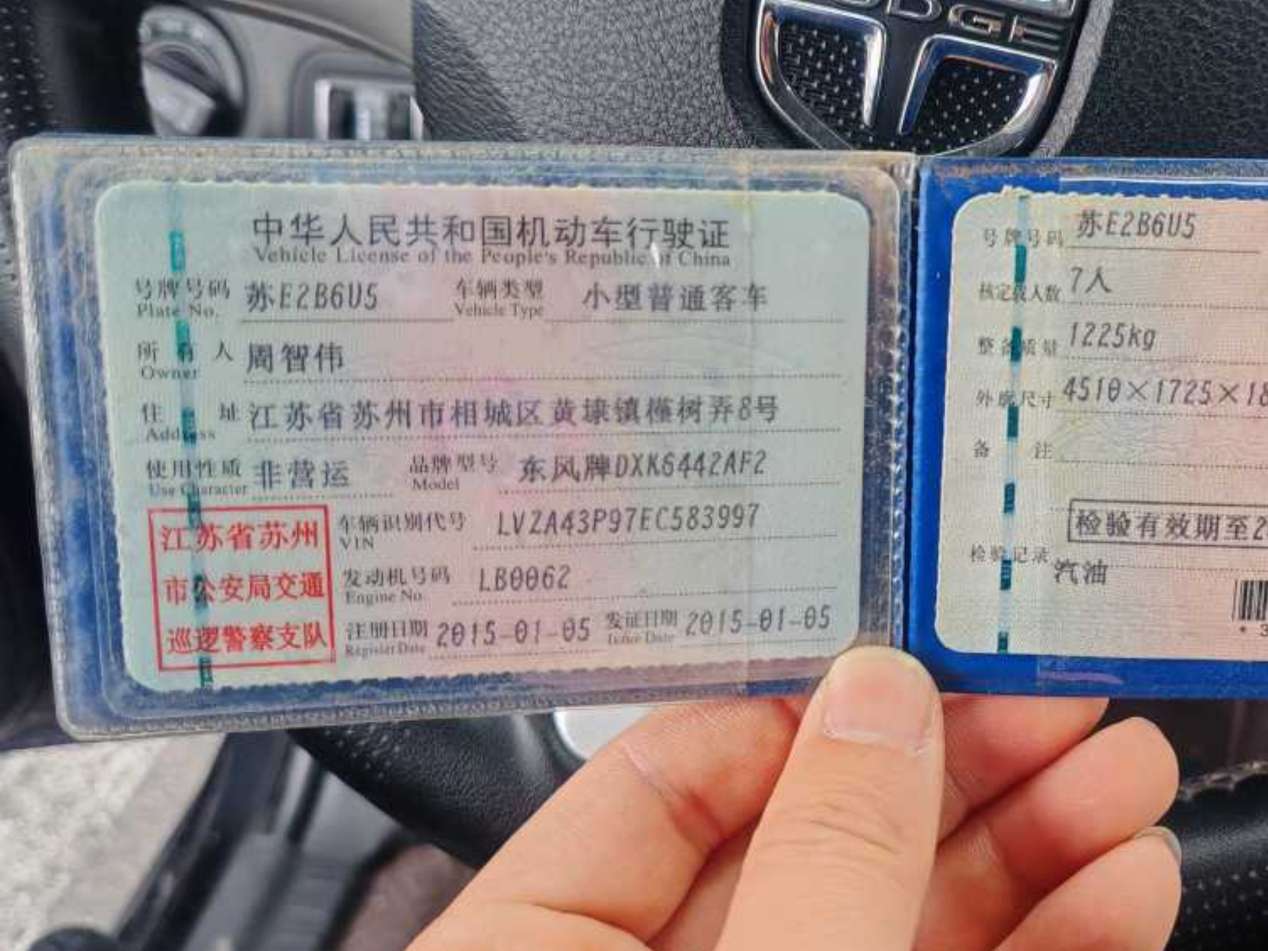 DGE
中华人民共和国机动车行驶证
Vehicle License of the People's Republic of China
号牌号码 苏E2B6U5 车辆类型 小型普通客车
Plate No. Vehicle Type
所有人 周智伟
Owner
住址 江苏省苏州市相城区黄埭镇槿树弄8号
Address
使用性质 非营运 品牌型号 东风牌DXK6442AF2
Use Character Model
江苏省苏州
市公安局交通
巡逻警察支队
车辆识别代号 LVZA43P97EC583997
VIN
发动机号码 LB0062
Engine No.
注册日期 2015-01-05 发证日期 2015-01-05
Register Date Issue Date
号牌号码 苏E2B6U5
核定载人数 7人
整备质量 1225kg
外廓尺寸 4510×1725×18
备注
检验有效期至2
检验记录
汽油
* 3